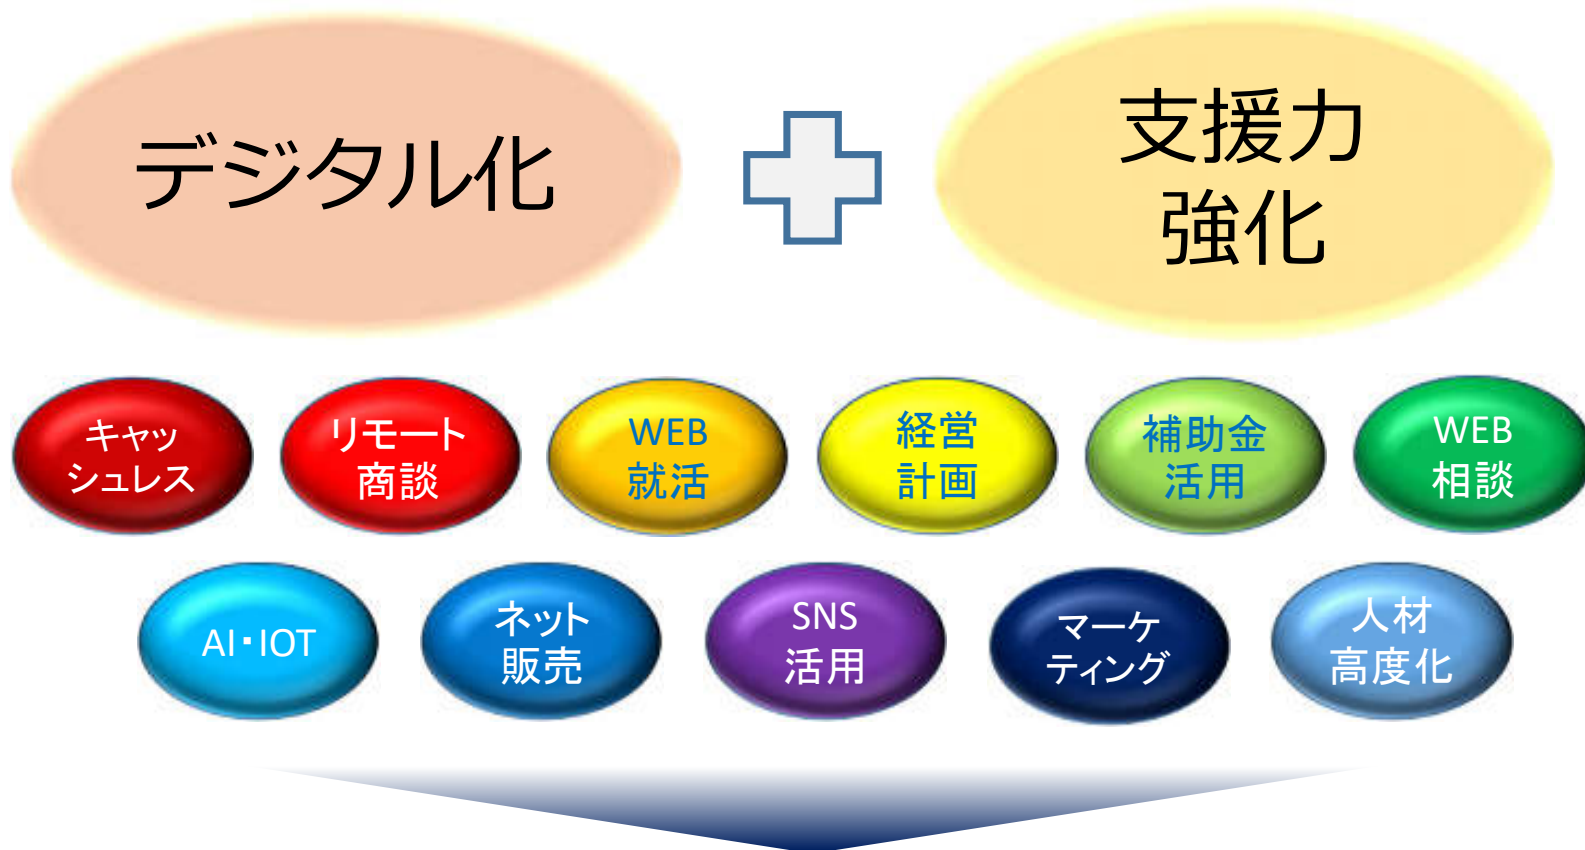 デジタル化
支援力
強化
キャッ
シュレス
リモート
商談
WEB
就活
経営
計画
補助金
活用
WEB
相談
AI・IOT
ネット
販売
SNS
活用
マーケ
ティング
人材
高度化